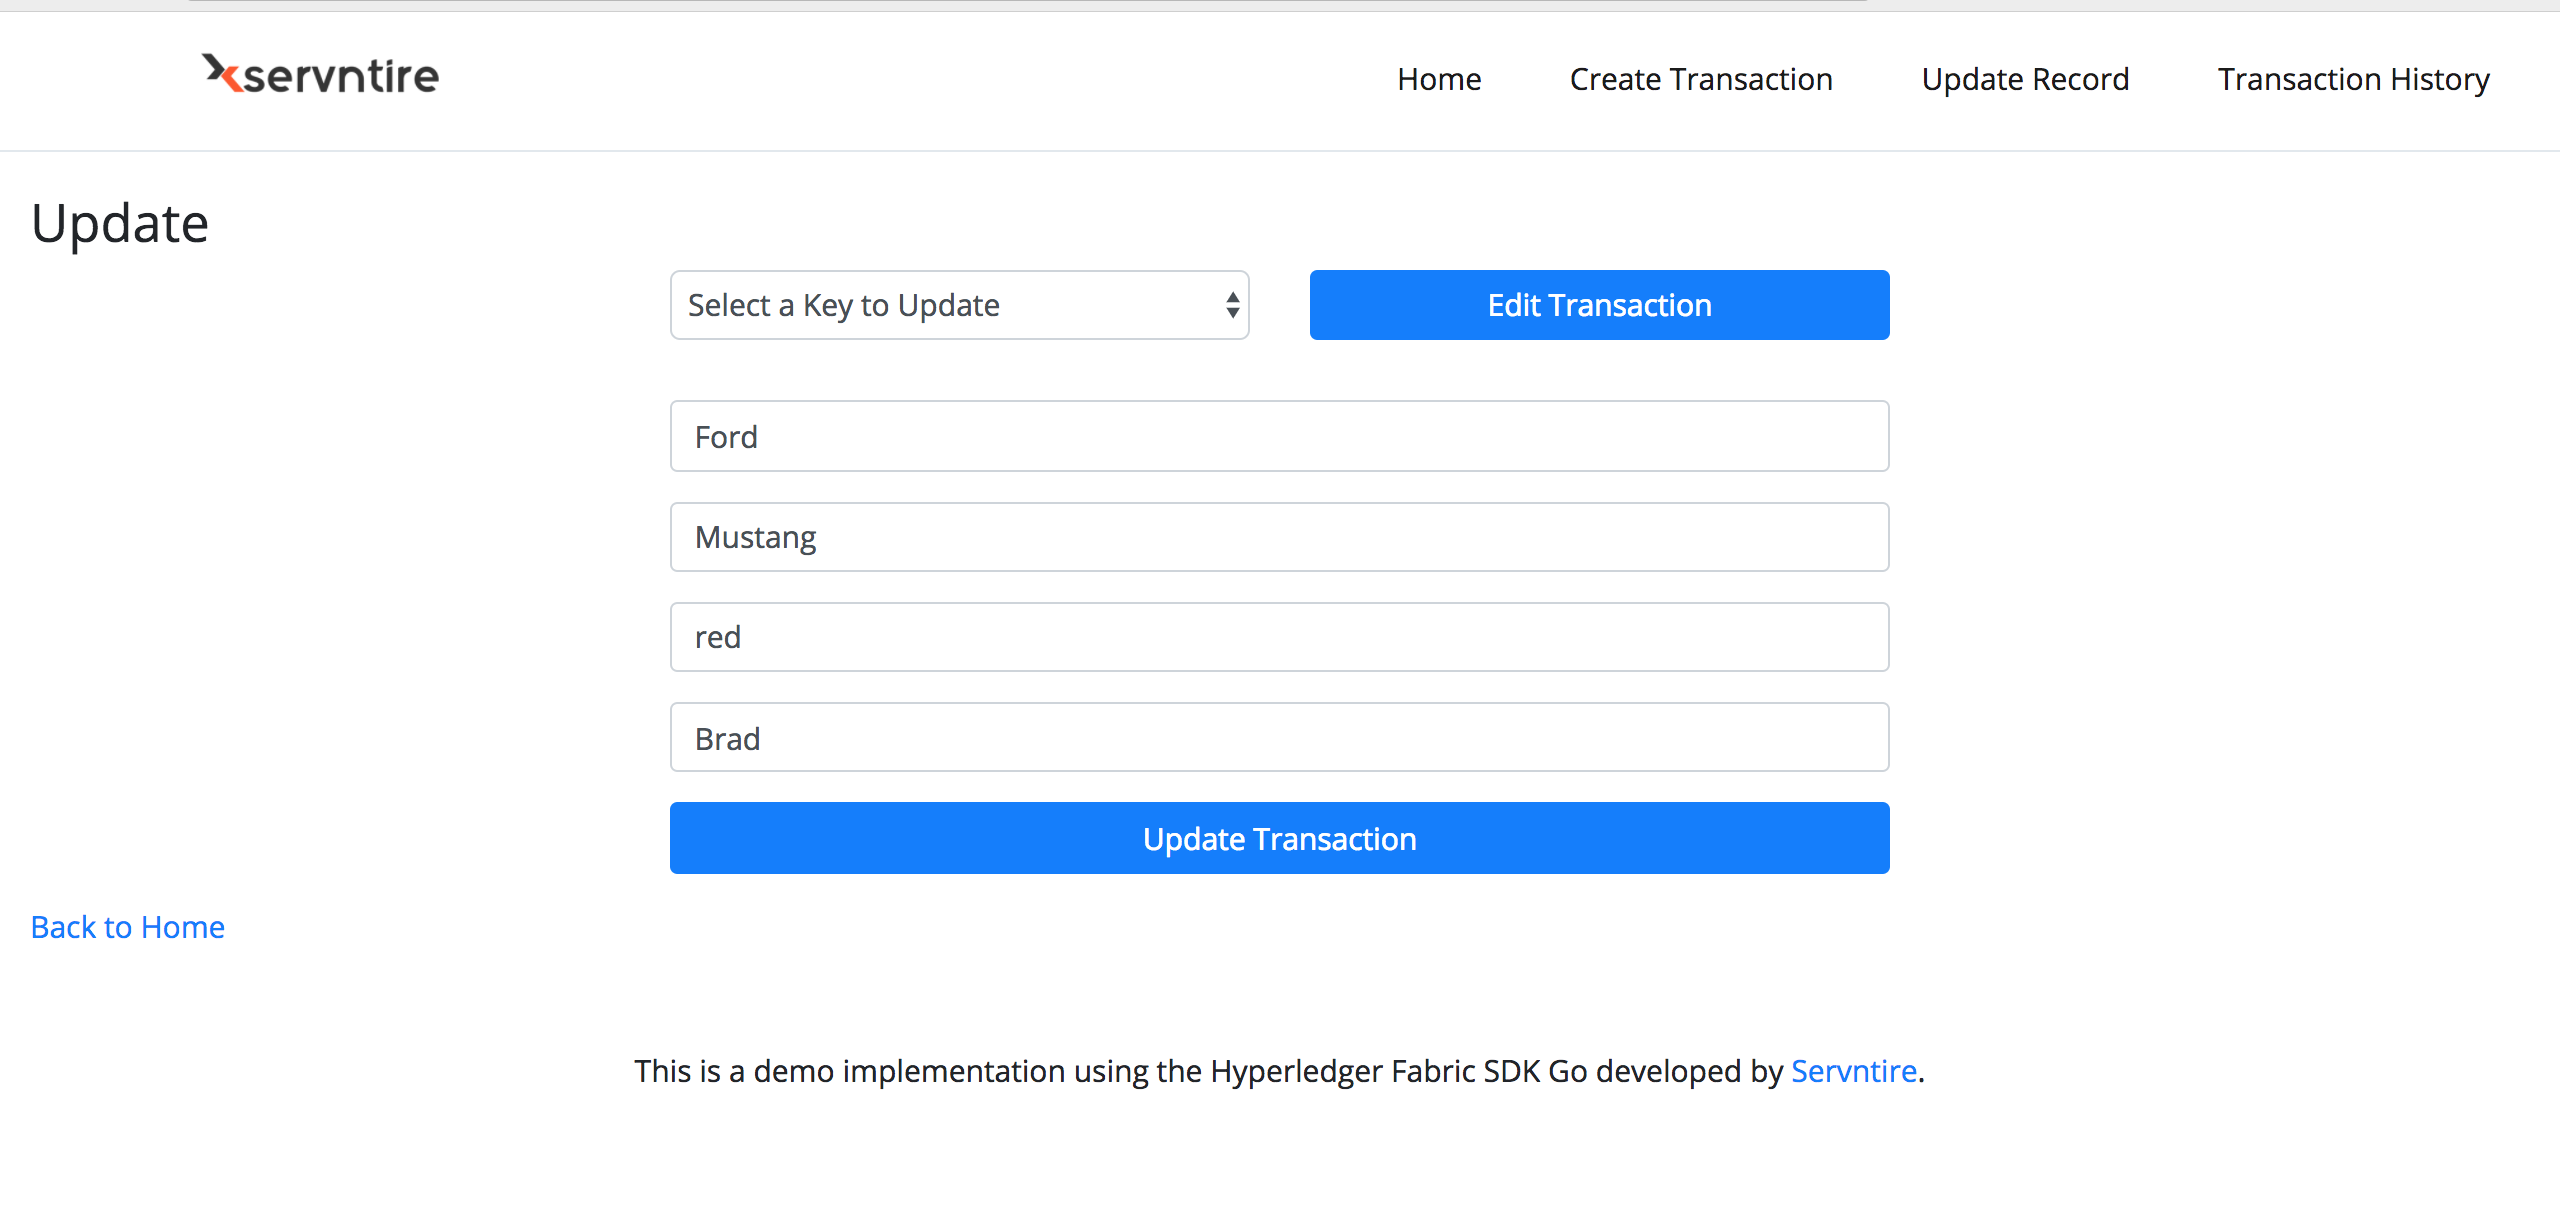 servntire
Home Create Transaction Update Record Transaction History
Update
Select a Key to Update Edit Transaction
Ford
Mustang
red
Brad
Update Transaction
Back to Home
This is a demo implementation using the Hyperledger Fabric SDK Go developed by Servntire.